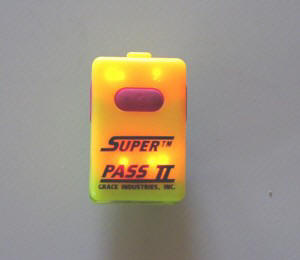 SUPER™
PASS II
GRACE INDUSTRIES, INC.